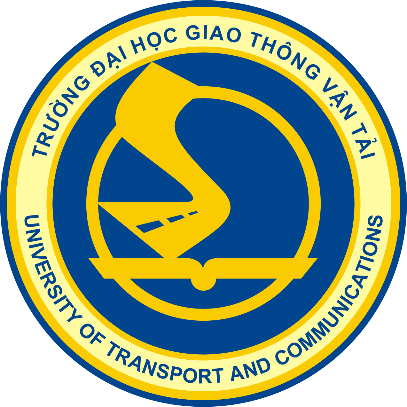 TRƯỜNG ĐẠI HỌC GIAO THÔNG VẬN TẢI
UNIVERSITY OF TRANSPORT AND COMMUNICATIONS